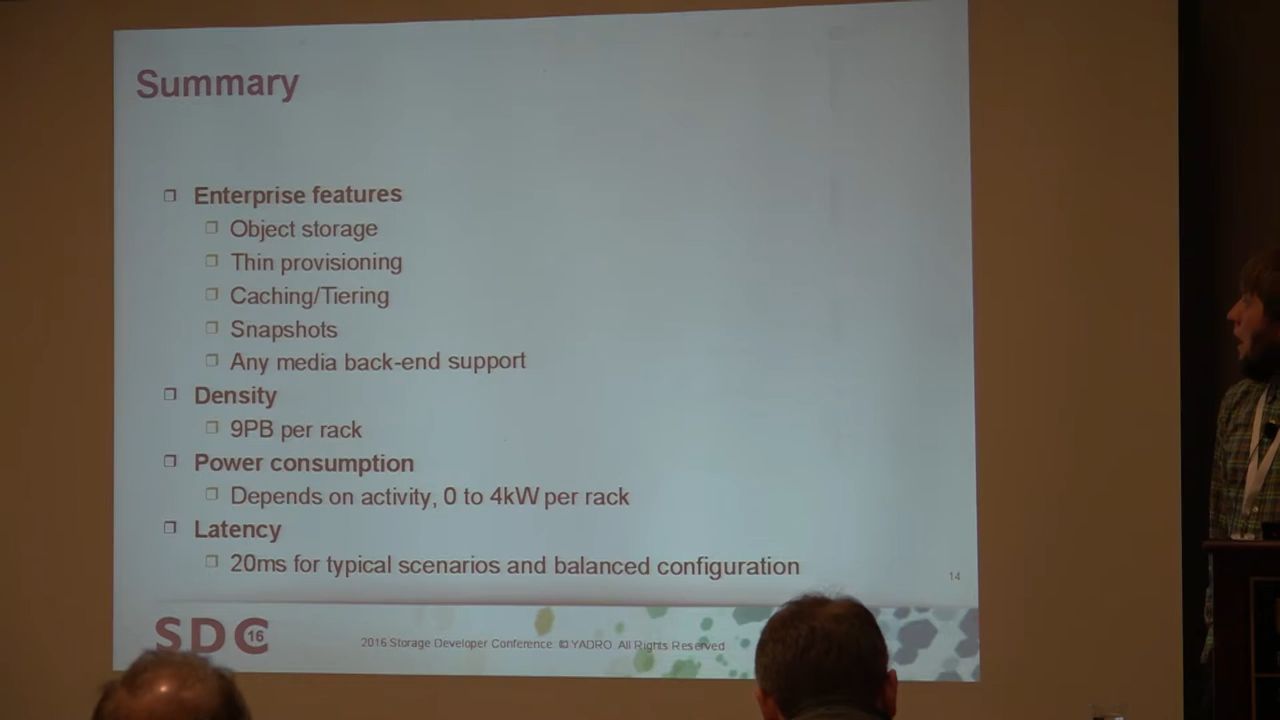 Summary
Enterprise features
Object storage
Thin provisioning
Caching/Tiering
Snapshots
Any media back-end support
Density
9PB per rack
Power consumption
Depends on activity, 0 to 4kW per rack
Latency
20ms for typical scenarios and balanced configuration
14
SDC 16
2016 Storage Developer Conference. © YADRO. All Rights Reserved